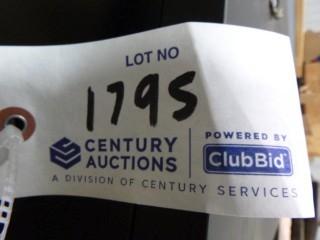 LOT NO
1795
CENTURY AUCTIONS
POWERED BY
ClubBid
A DIVISION OF CENTURY SERVICES